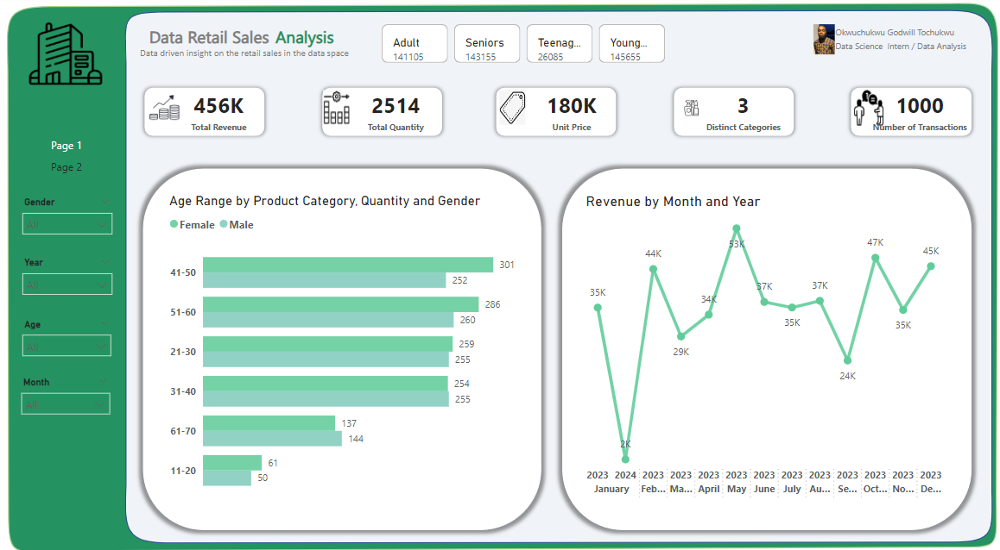 Data Retail Sales Analysis
Data driven insight on the retail sales in the data space
Adult
141105
Seniors
143155
Teenag...
26085
Young...
145655
Okwuchukwu Godwill Tochukwu
Data Science Intern / Data Analysis
456K
Total Revenue
2514
Total Quantity
180K
Unit Price
3
Distinct Categories
1000
Number of Transactions
Page 1
Page 2
Gender
All
Year
All
Age
All
Month
All
Age Range by Product Category, Quantity and Gender
Female Male
41-50 301
252
51-60 286
260
21-30 259
255
31-40 254
255
61-70 137
144
11-20 61
50
Revenue by Month and Year
35K
2K
44K
29K
34K
53K
37K
35K
37K
24K
47K
35K
45K
2023 2024 2023 2023 2023 2023 2023 2023 2023 2023 2023 2023 2023
January Feb... Ma... April May June July Au... Se... Oct... No... De...